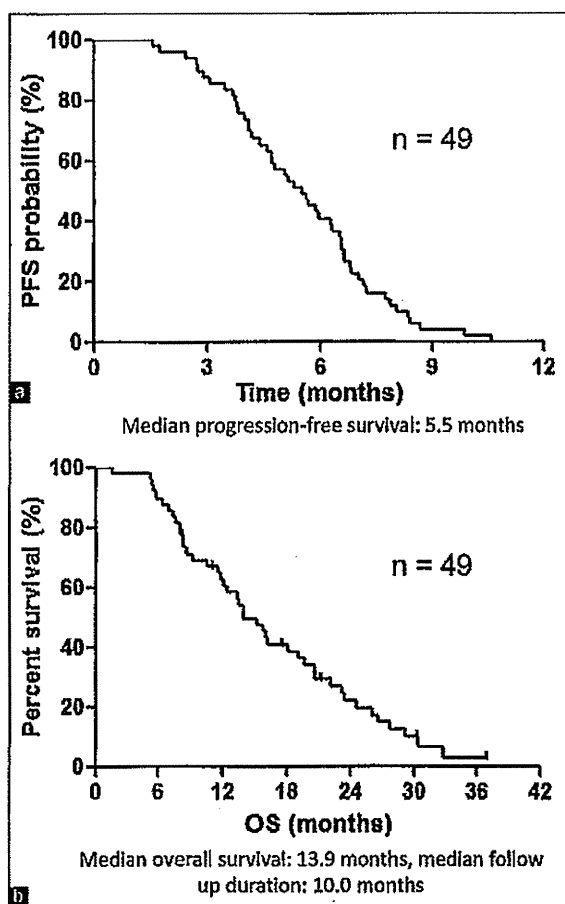 100
80
60
40
20
0
PFS probability (%)
n = 49
0 3 6 9 12
Time (months)
a
Median progression-free survival: 5.5 months
100
80
60
40
20
0
Percent survival (%)
n = 49
0 6 12 18 24 30 36 42
OS (months)
Median overall survival: 13.9 months, median follow
up duration: 10.0 months
b